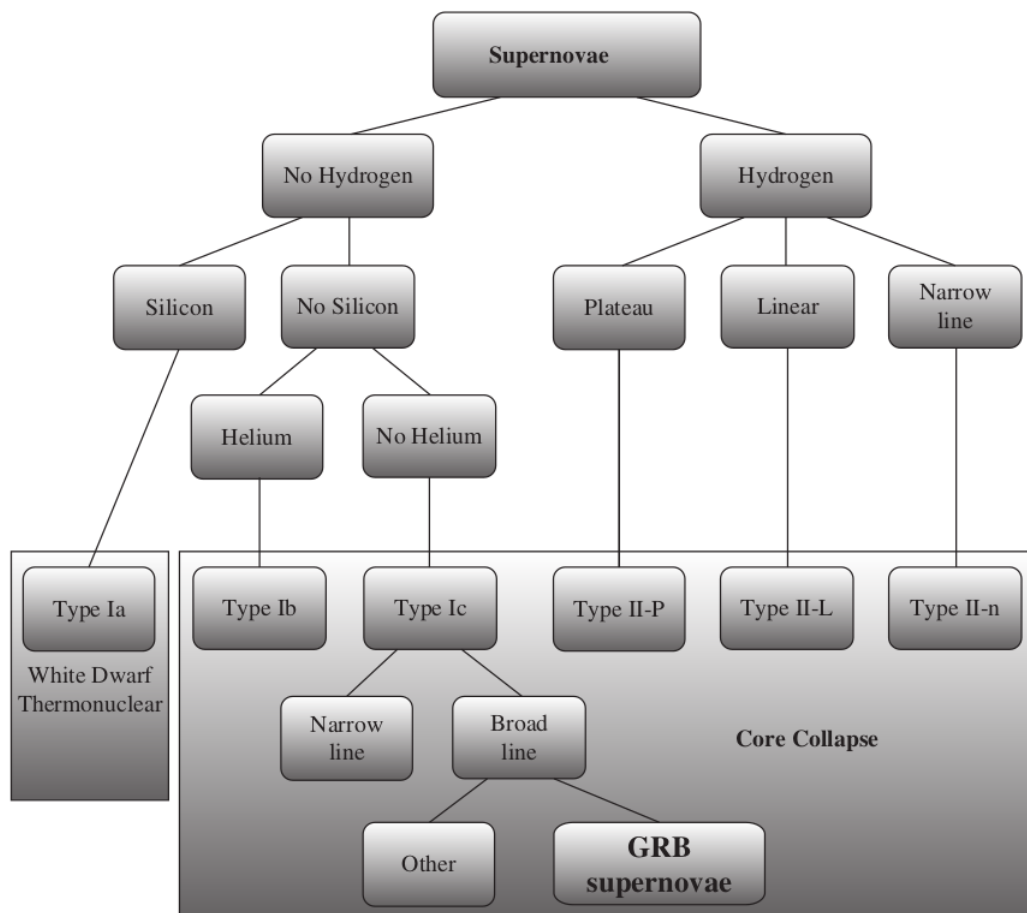 Supernovae
No Hydrogen
Hydrogen
Silicon
No Silicon
Plateau
Linear
Narrow
line
Helium
No Helium
Type Ia
Type Ib
Type Ic
Type II-P
Type II-L
Type II-n
White Dwarf
Thermonuclear
Narrow
line
Broad
line
Core Collapse
Other
GRB
supernovae